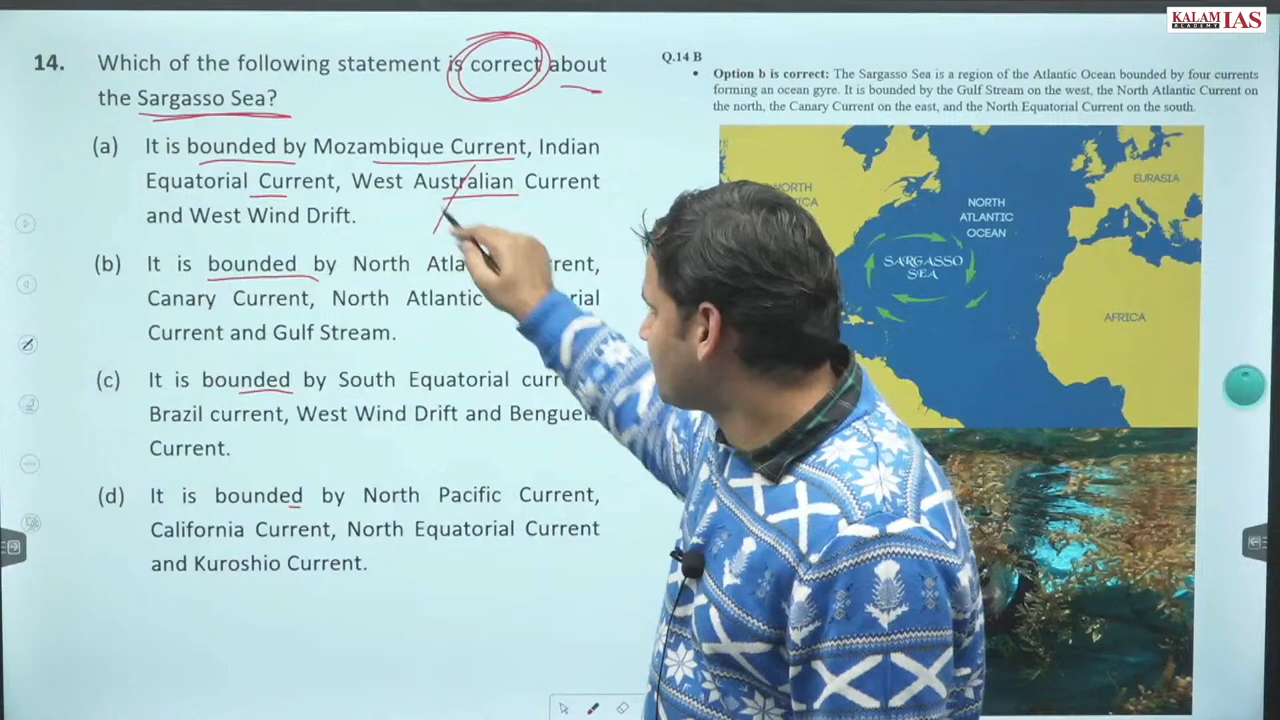 KALAM IAS
ACADEMY
14. Which of the following statement is correct about
the Sargasso Sea?
(a) It is bounded by Mozambique Current, Indian
Equatorial Current, West Australian Current
and West Wind Drift.
(b) It is bounded by North
Canary Current, North Atlantic
Current and Gulf Stream.
(c) It is bounded by South Equatorial
Brazil current, West Wind Drift and
Current.
(d) It is bounded by North Pacific Current,
California Current, North Equatorial Current
and Kuroshio Current.
Q.14 B
• Option b is correct: The Sargasso Sea is a region of the Atlantic Ocean bounded by four currents
forming an ocean gyre. It is bounded by the Gulf Stream on the west, the North Atlantic Current on
the north, the Canary Current on the east, and the North Equatorial Current on the south.
NORTH
EURASIA
NORTH
ATLANTIC
OCEAN
SARGASSO
SEA
AFRICA